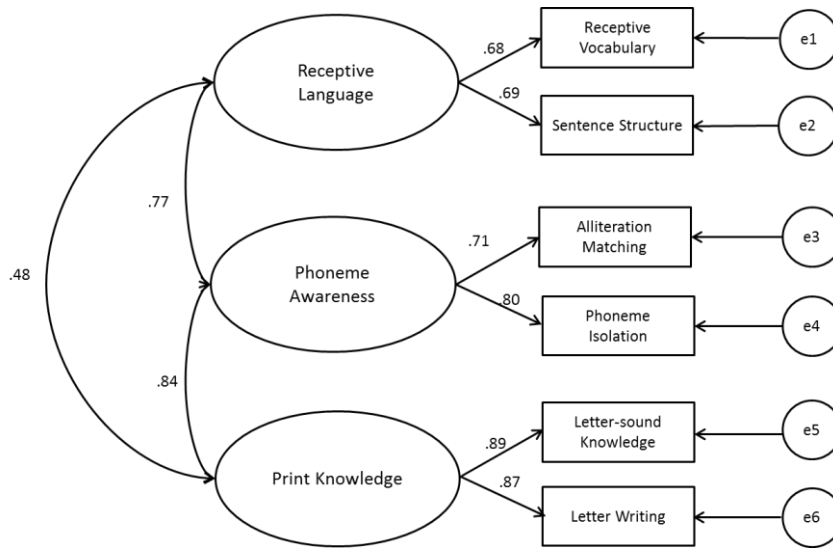 Receptive
Language
.68
Receptive
Vocabulary
e1
.69
Sentence Structure
e2
.77
.48
Phoneme
Awareness
.71
Alliteration
Matching
e3
.80
Phoneme
Isolation
e4
.84
Print Knowledge
.89
Letter-sound
Knowledge
e5
.87
Letter Writing
e6